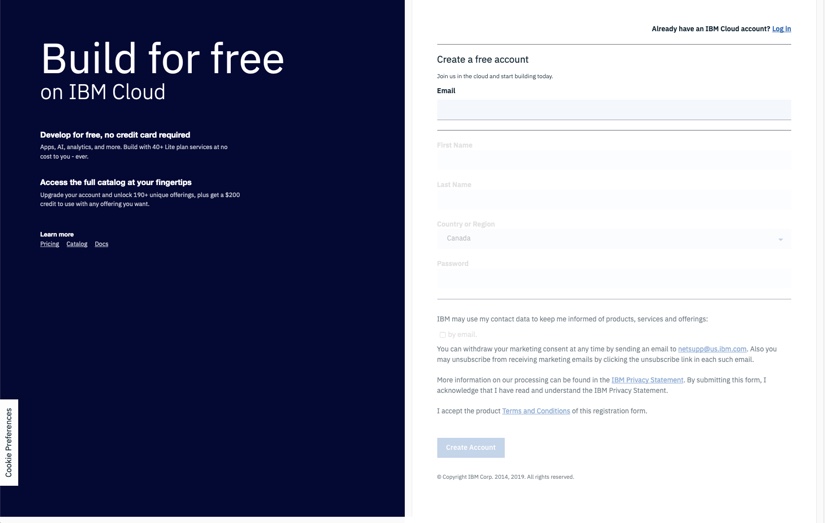 Build for free
on IBM Cloud
Develop for free, no credit card required
Apps, AI, analytics, and more. Build with 40+ Lite plan services at no
cost to you - ever.
Access the full catalog at your fingertips
Upgrade your account and unlock 190+ unique offerings, plus get a $200
credit to use with any offering you want.
Learn more
Pricing Catalog Docs
Cookie Preferences
Already have an IBM Cloud account? Log in
Create a free account
Join us in the cloud and start building today.
Email
First Name
Last Name
Country or Region
Canada
Password
IBM may use my contact data to keep me informed of products, services and offerings:
by email.
You can withdraw your marketing consent at any time by sending an email to netsupp@us.ibm.com. Also you
may unsubscribe from receiving marketing emails by clicking the unsubscribe link in each such email.
More information on our processing can be found in the IBM Privacy Statement. By submitting this form, I
acknowledge that I have read and understand the IBM Privacy Statement.
I accept the product Terms and Conditions of this registration form.
Create Account
© Copyright IBM Corp. 2014, 2019. All rights reserved.